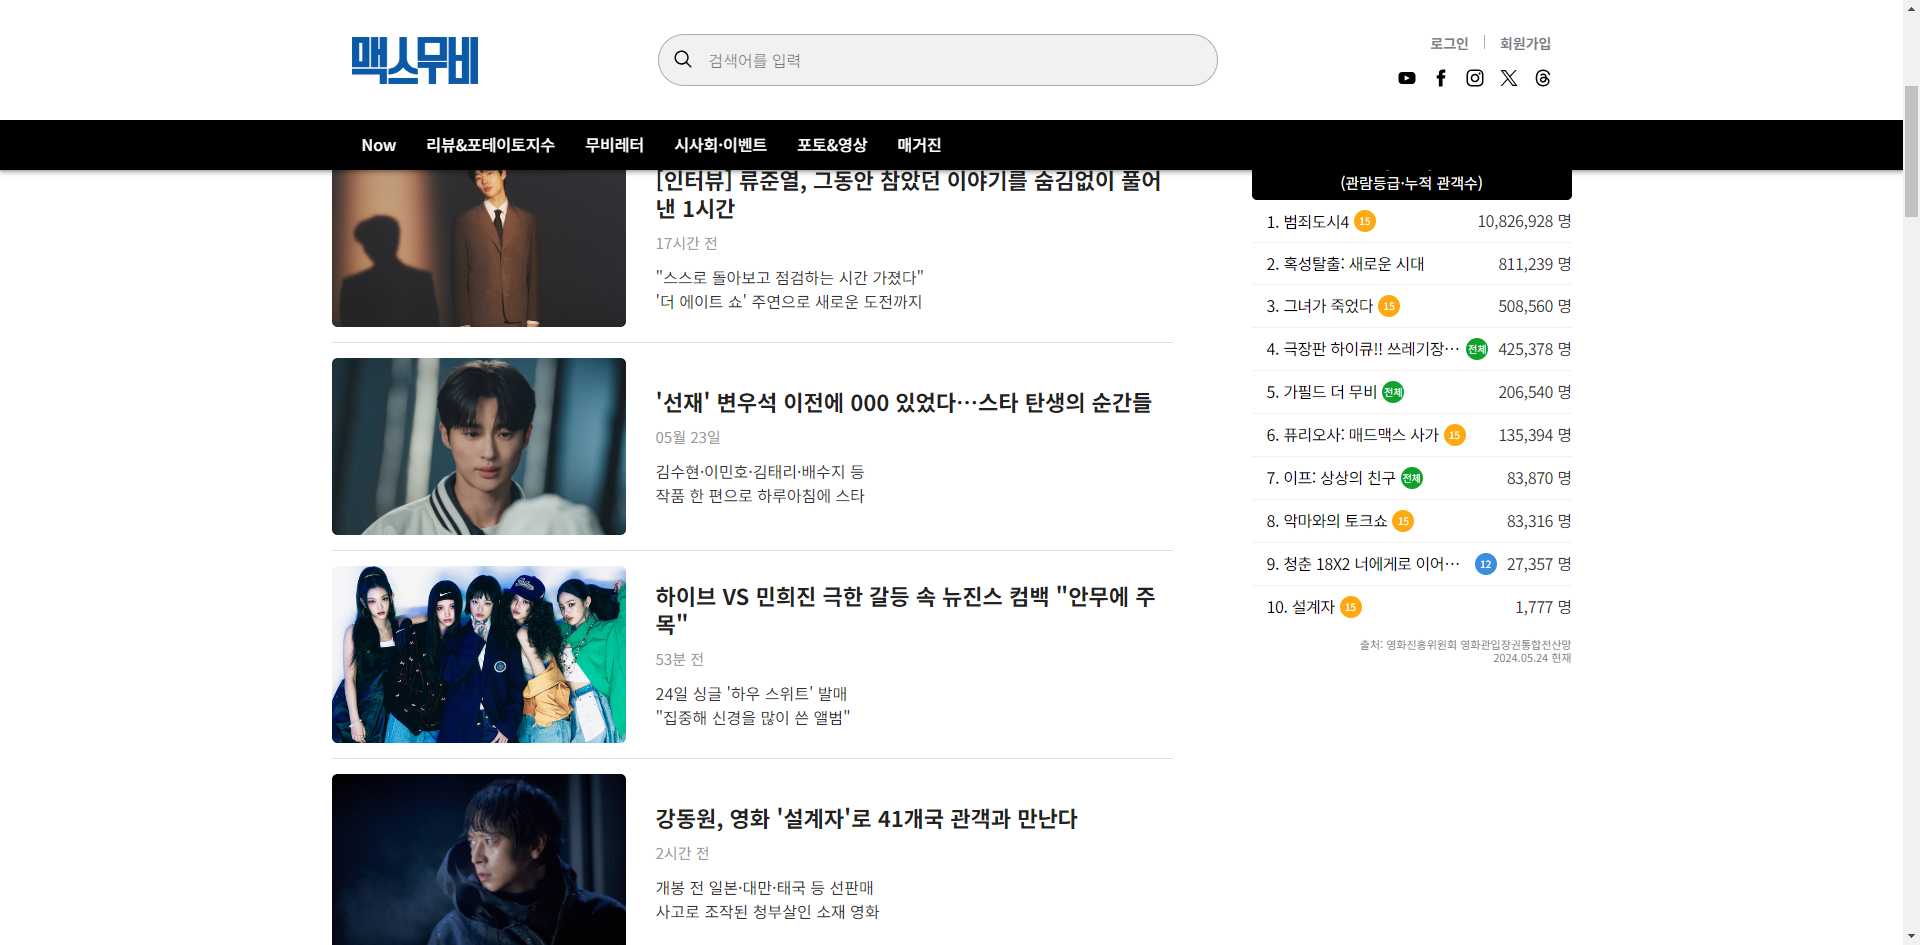 맥스무비
검색어를 입력
로그인
회원가입
Now 리뷰&포테이토지수 무비레터 시사회·이벤트 포토&영상 매거진
[인터뷰] 류준열, 그동안 참았던 이야기를 숨김없이 풀어
낸 1시간
17시간 전
"스스로 돌아보고 점검하는 시간 가졌다"
'더 에이트 쇼' 주연으로 새로운 도전까지
'선재' 변우석 이전에 000 있었다…스타 탄생의 순간들
05월 23일
김수현·이민호·김태리·배수지 등
작품 한 편으로 하루아침에 스타
하이브 VS 민희진 극한 갈등 속 뉴진스 컴백 "안무에 주
목"
53분 전
24일 싱글 '하우 스위트' 발매
"집중해 신경을 많이 쓴 앨범"
강동원, 영화 '설계자'로 41개국 관객과 만난다
2시간 전
개봉 전 일본·대만·태국 등 선판매
사고로 조작된 청부살인 소재 영화
(관람등급·누적 관객수)
1. 범죄도시4 15 10,826,928 명
2. 혹성탈출: 새로운 시대 811,239 명
3. 그녀가 죽었다 15 508,560 명
4. 극장판 하이큐!! 쓰레기장… 전체 425,378 명
5. 가필드 더 무비 전체 206,540 명
6. 퓨리오사: 매드맥스 사가 15 135,394 명
7. 이프: 상상의 친구 전체 83,870 명
8. 악마와의 토크쇼 15 83,316 명
9. 청춘 18X2 너에게로 이어… 12 27,357 명
10. 설계자 15 1,777 명
출처: 영화진흥위원회 영화관입장권통합전산망
2024.05.24 현재